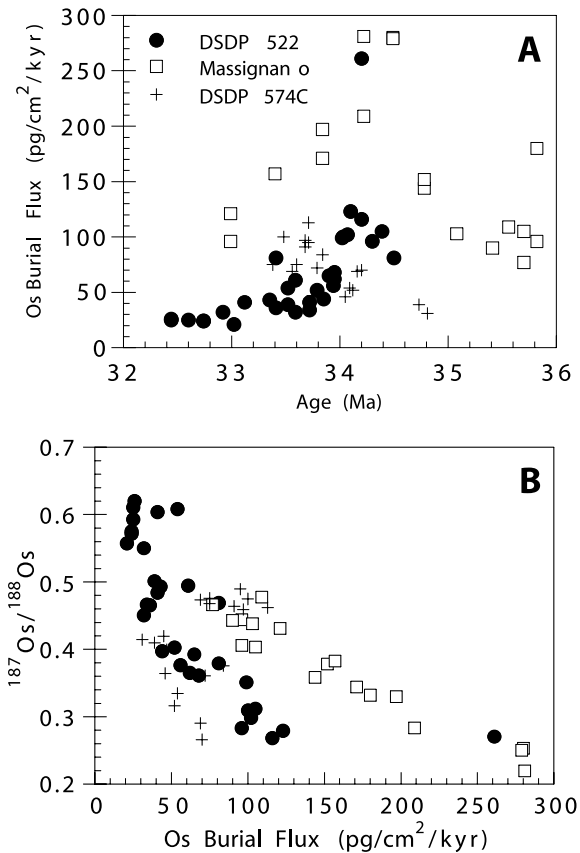 300
250
200
150
100
50
0
Os Burial Flux (pg/cm²/kyr)
DSDP 522
Massignan o
DSDP 574C
A
32 33 34 35 36
Age (Ma)
0.7
0.6
0.5
0.4
0.3
0.2
¹⁸⁷Os/¹⁸⁸Os
B
0 50 100 150 200 250 300
Os Burial Flux (pg/cm²/kyr)